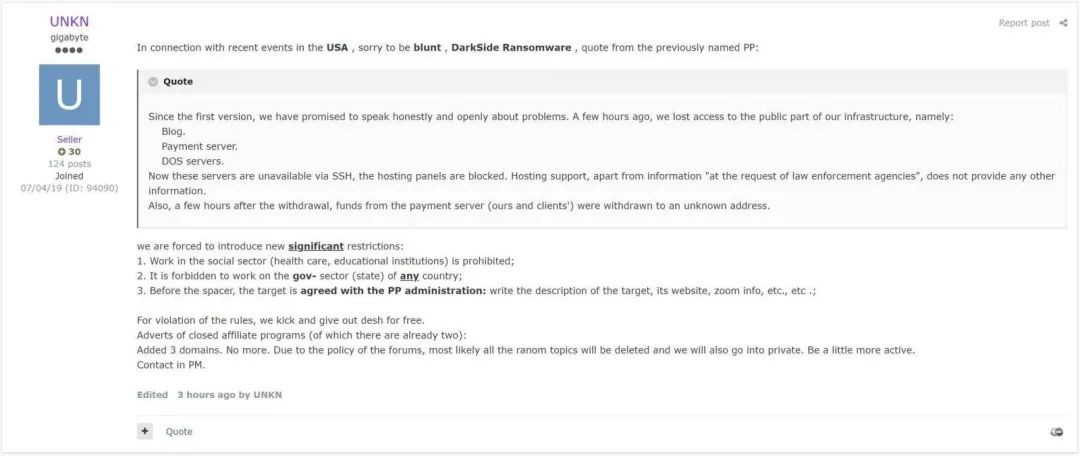 UNKN
gigabyte
U
Seller
30
124 posts
Joined
07/04/19 (ID: 94090)
Report post
In connection with recent events in the USA , sorry to be blunt , DarkSide Ransomware , quote from the previously named PP:
Quote
Since the first version, we have promised to speak honestly and openly about problems. A few hours ago, we lost access to the public part of our infrastructure, namely:
Blog.
Payment server.
DOS servers.
Now these servers are unavailable via SSH, the hosting panels are blocked. Hosting support, apart from information "at the request of law enforcement agencies", does not provide any other
information.
Also, a few hours after the withdrawal, funds from the payment server (ours and clients') were withdrawn to an unknown address.
we are forced to introduce new significant restrictions:
1. Work in the social sector (health care, educational institutions) is prohibited;
2. It is forbidden to work on the gov- sector (state) of any country;
3. Before the spacer, the target is agreed with the PP administration: write the description of the target, its website, zoom info, etc., etc .;
For violation of the rules, we kick and give out desh for free.
Adverts of closed affiliate programs (of which there are already two):
Added 3 domains. No more. Due to the policy of the forums, most likely all the ranom topics will be deleted and we will also go into private. Be a little more active.
Contact in PM.
Edited 3 hours ago by UNKN
+ Quote